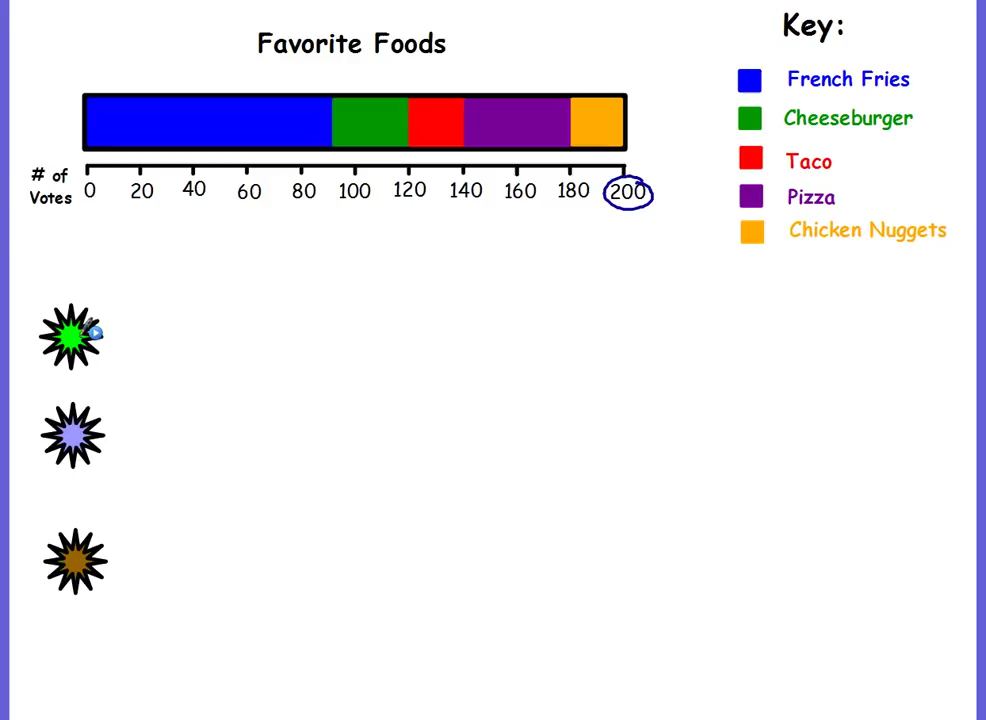 Key:
Favorite Foods
French Fries
Cheeseburger
Taco
Pizza
Chicken Nuggets
# of
Votes
0 20 40 60 80 100 120 140 160 180 200